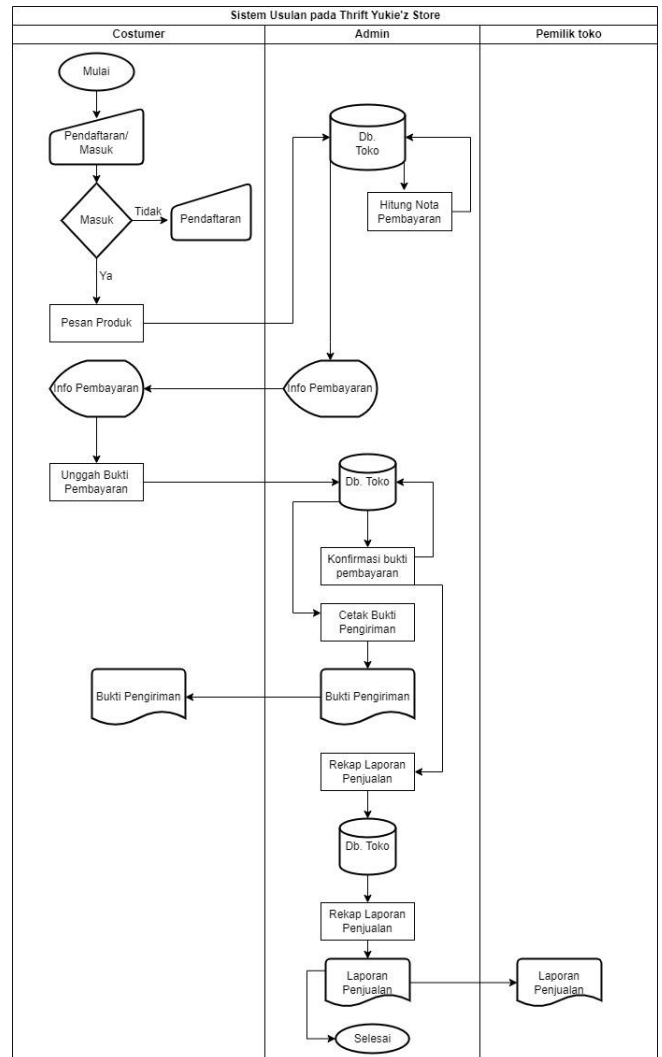 Sistem Usulan pada Thrift Yukie'z Store
Costumer
Admin
Pemilik toko
Mulai
Pendaftaran/
Masuk
Masuk
Tidak
Pendaftaran
Ya
Pesan Produk
Db.
Toko
Hitung Nota
Pembayaran
Info Pembayaran
Info Pembayaran
Unggah Bukti
Pembayaran
Db. Toko
Konfirmasi bukti
pembayaran
Cetak Bukti
Pengiriman
Bukti Pengiriman
Bukti Pengiriman
Rekap Laporan
Penjualan
Db. Toko
Rekap Laporan
Penjualan
Laporan
Penjualan
Laporan
Penjualan
Selesai